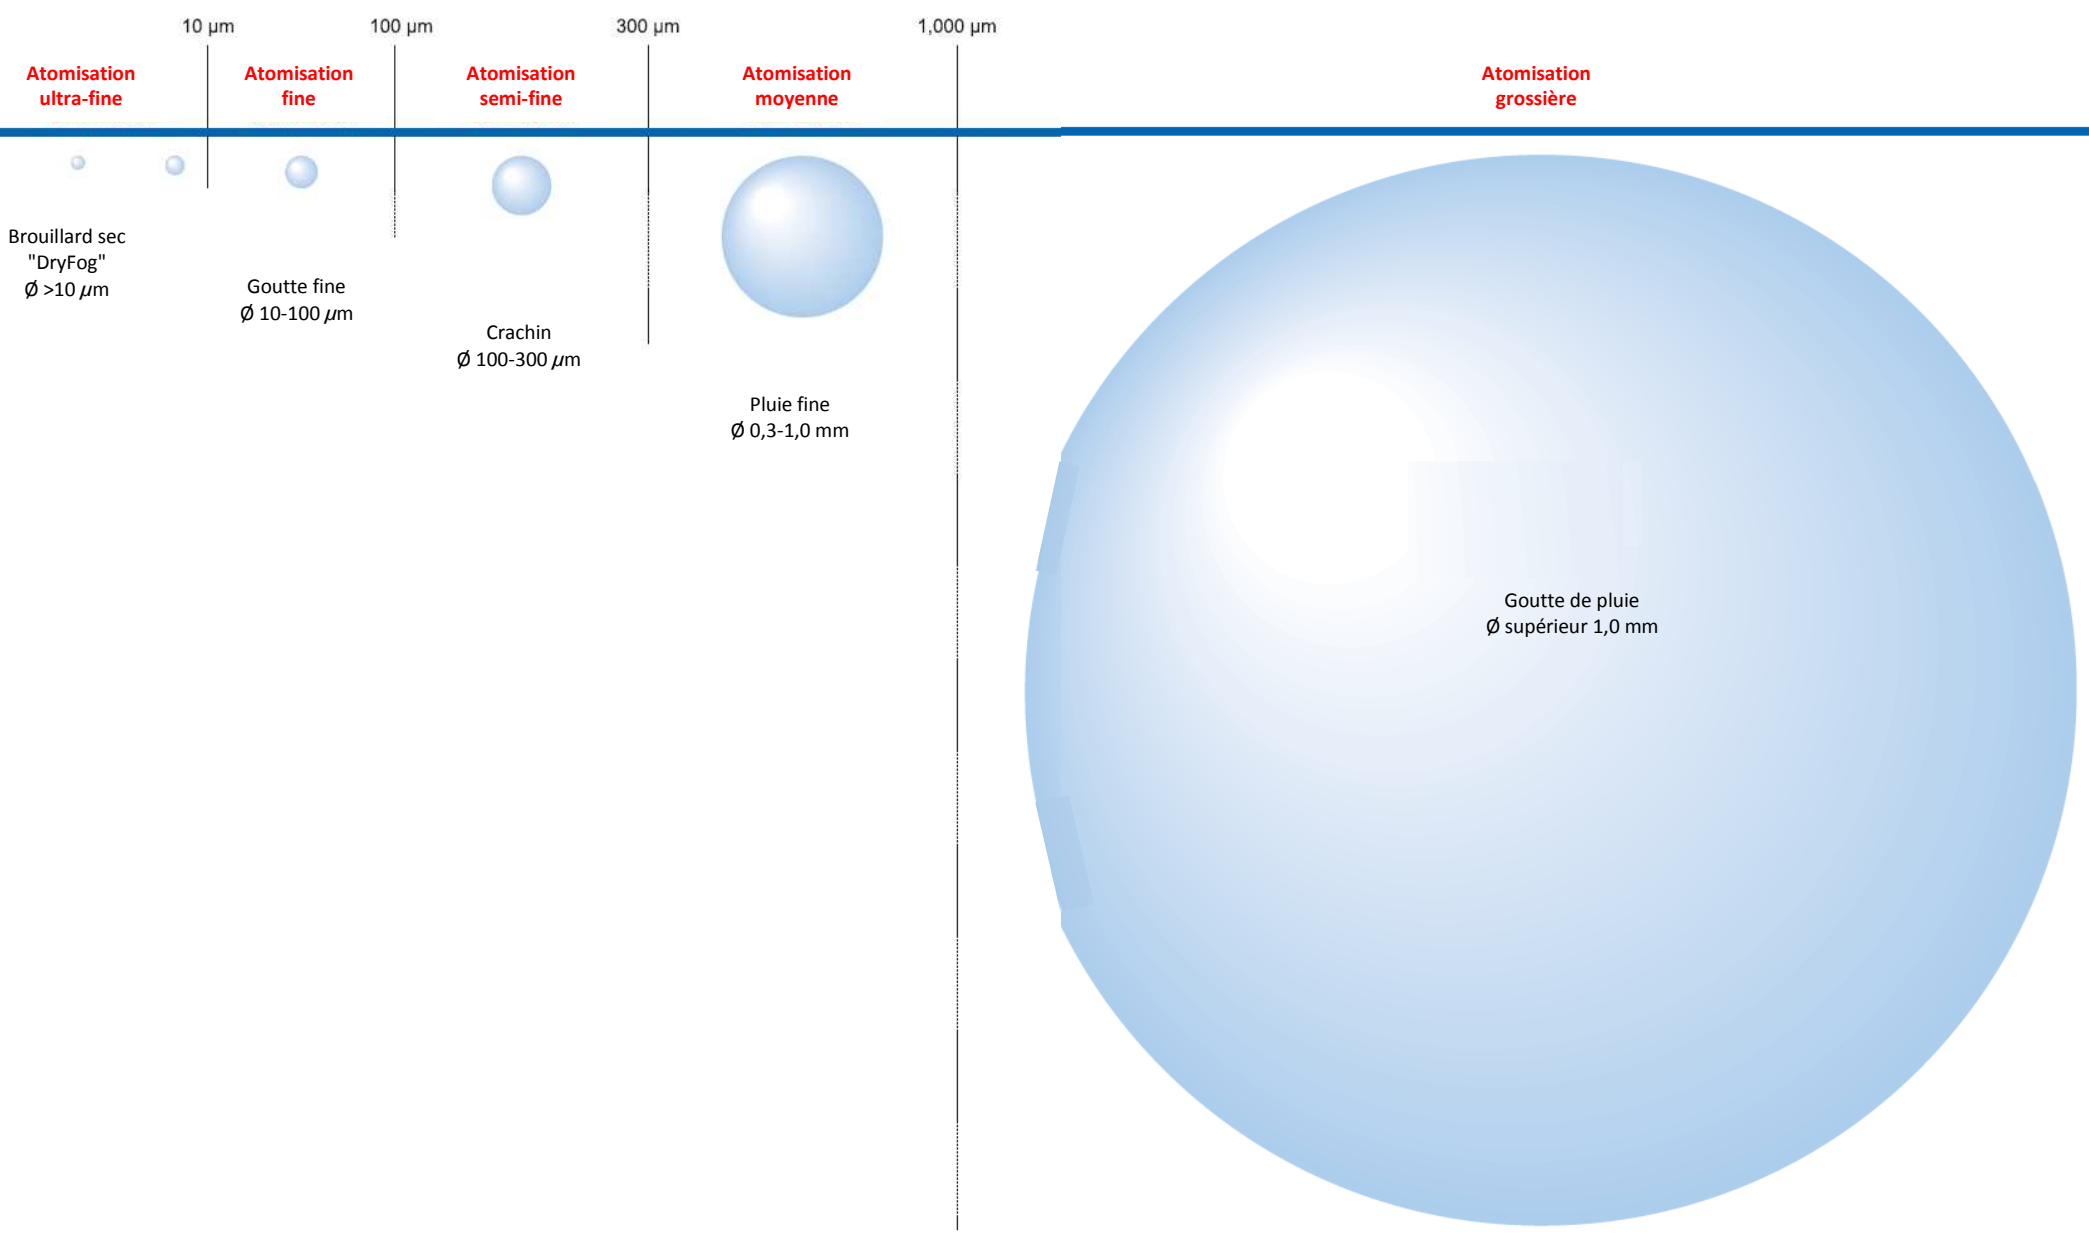 10 µm
100 µm
300 µm
1,000 µm
Atomisation
ultra-fine
Atomisation
fine
Atomisation
semi-fine
Atomisation
moyenne
Atomisation
grossière
Brouillard sec
"DryFog"
Ø >10 µm
Goutte fine
Ø 10-100 µm
Crachin
Ø 100-300 µm
Pluie fine
Ø 0,3-1,0 mm
Goutte de pluie
Ø supérieur 1,0 mm